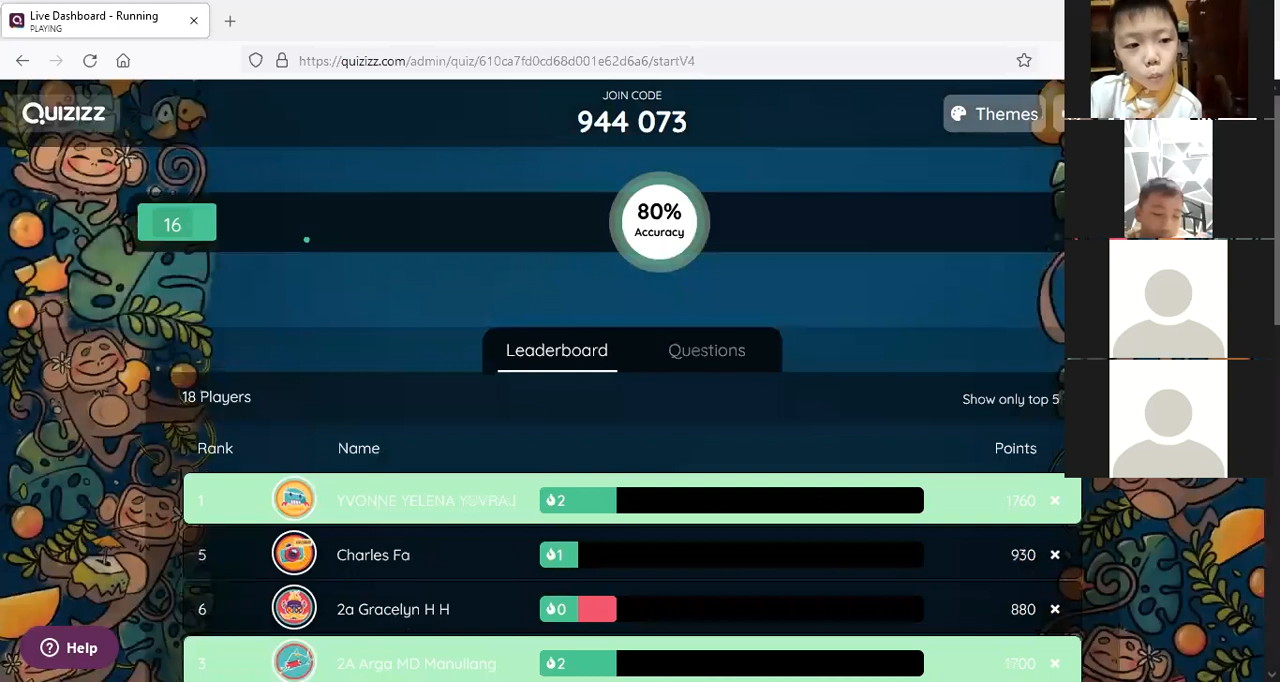 Live Dashboard - Running
PLAYING
https://quizizz.com/admin/quiz/610ca7fd0cd68d001e62d6a6/startV4
Quizizz
JOIN CODE
944 073
Themes
16
80%
Accuracy
Leaderboard Questions
18 Players
Show only top 5
Rank Name Points
1 YVONNE YELENA YUVRAJ 2 1760
5 Charles Fa 1 930
6 2a Gracelyn H H 0 880
3 2A Arga MD Manullang 2 1700
Help